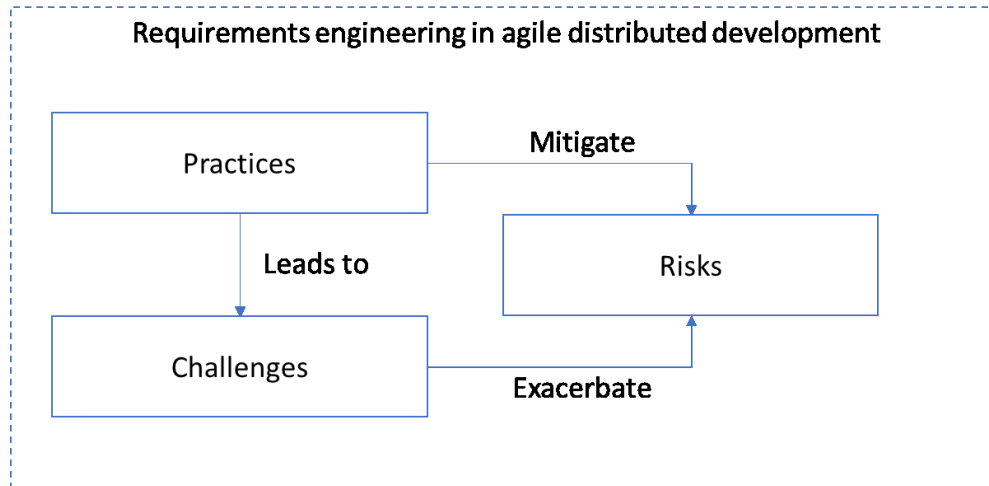 Requirements engineering in agile distributed development
Practices
Mitigate
Leads to
Risks
Challenges
Exacerbate